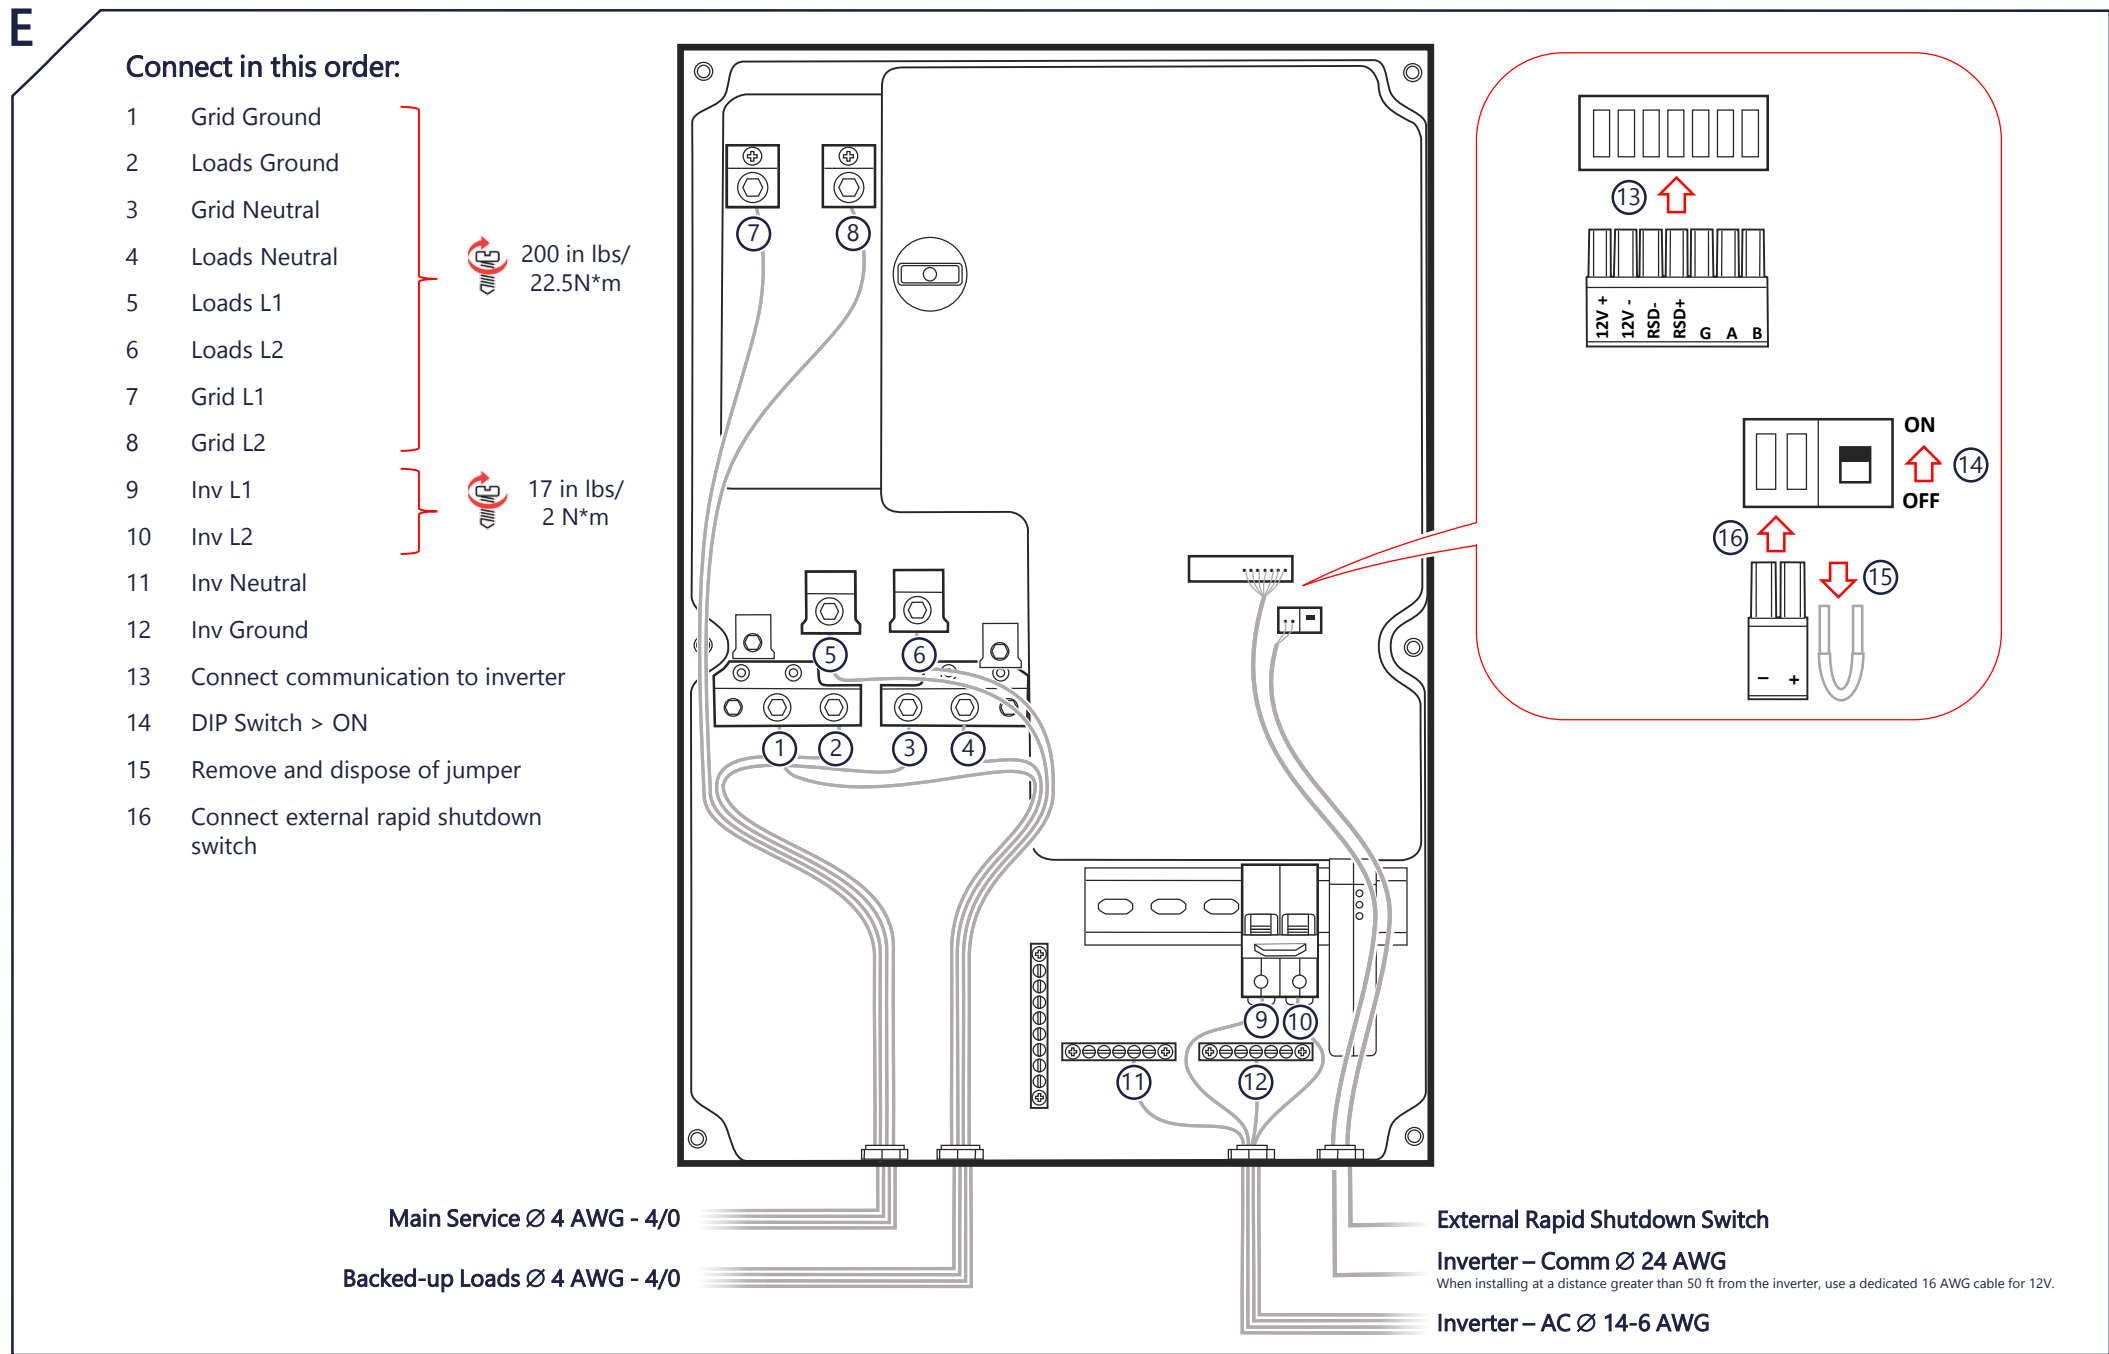 E
Connect in this order:
1 Grid Ground
2 Loads Ground
3 Grid Neutral
4 Loads Neutral
5 Loads L1
6 Loads L2
7 Grid L1
8 Grid L2
9 Inv L1
10 Inv L2
11 Inv Neutral
12 Inv Ground
13 Connect communication to inverter
14 DIP Switch > ON
15 Remove and dispose of jumper
16 Connect external rapid shutdown
switch
200 in lbs/
22.5N*m
17 in lbs/
2 N*m
7
8
5
6
1
2
3
4
9
10
11
12
13
12V +
12V -
RSD-
RSD+
G A B
ON
14
OFF
16
15
– +
Main Service Ø 4 AWG - 4/0
Backed-up Loads Ø 4 AWG - 4/0
External Rapid Shutdown Switch
Inverter – Comm Ø 24 AWG
When installing at a distance greater than 50 ft from the inverter, use a dedicated 16 AWG cable for 12V.
Inverter – AC Ø 14-6 AWG